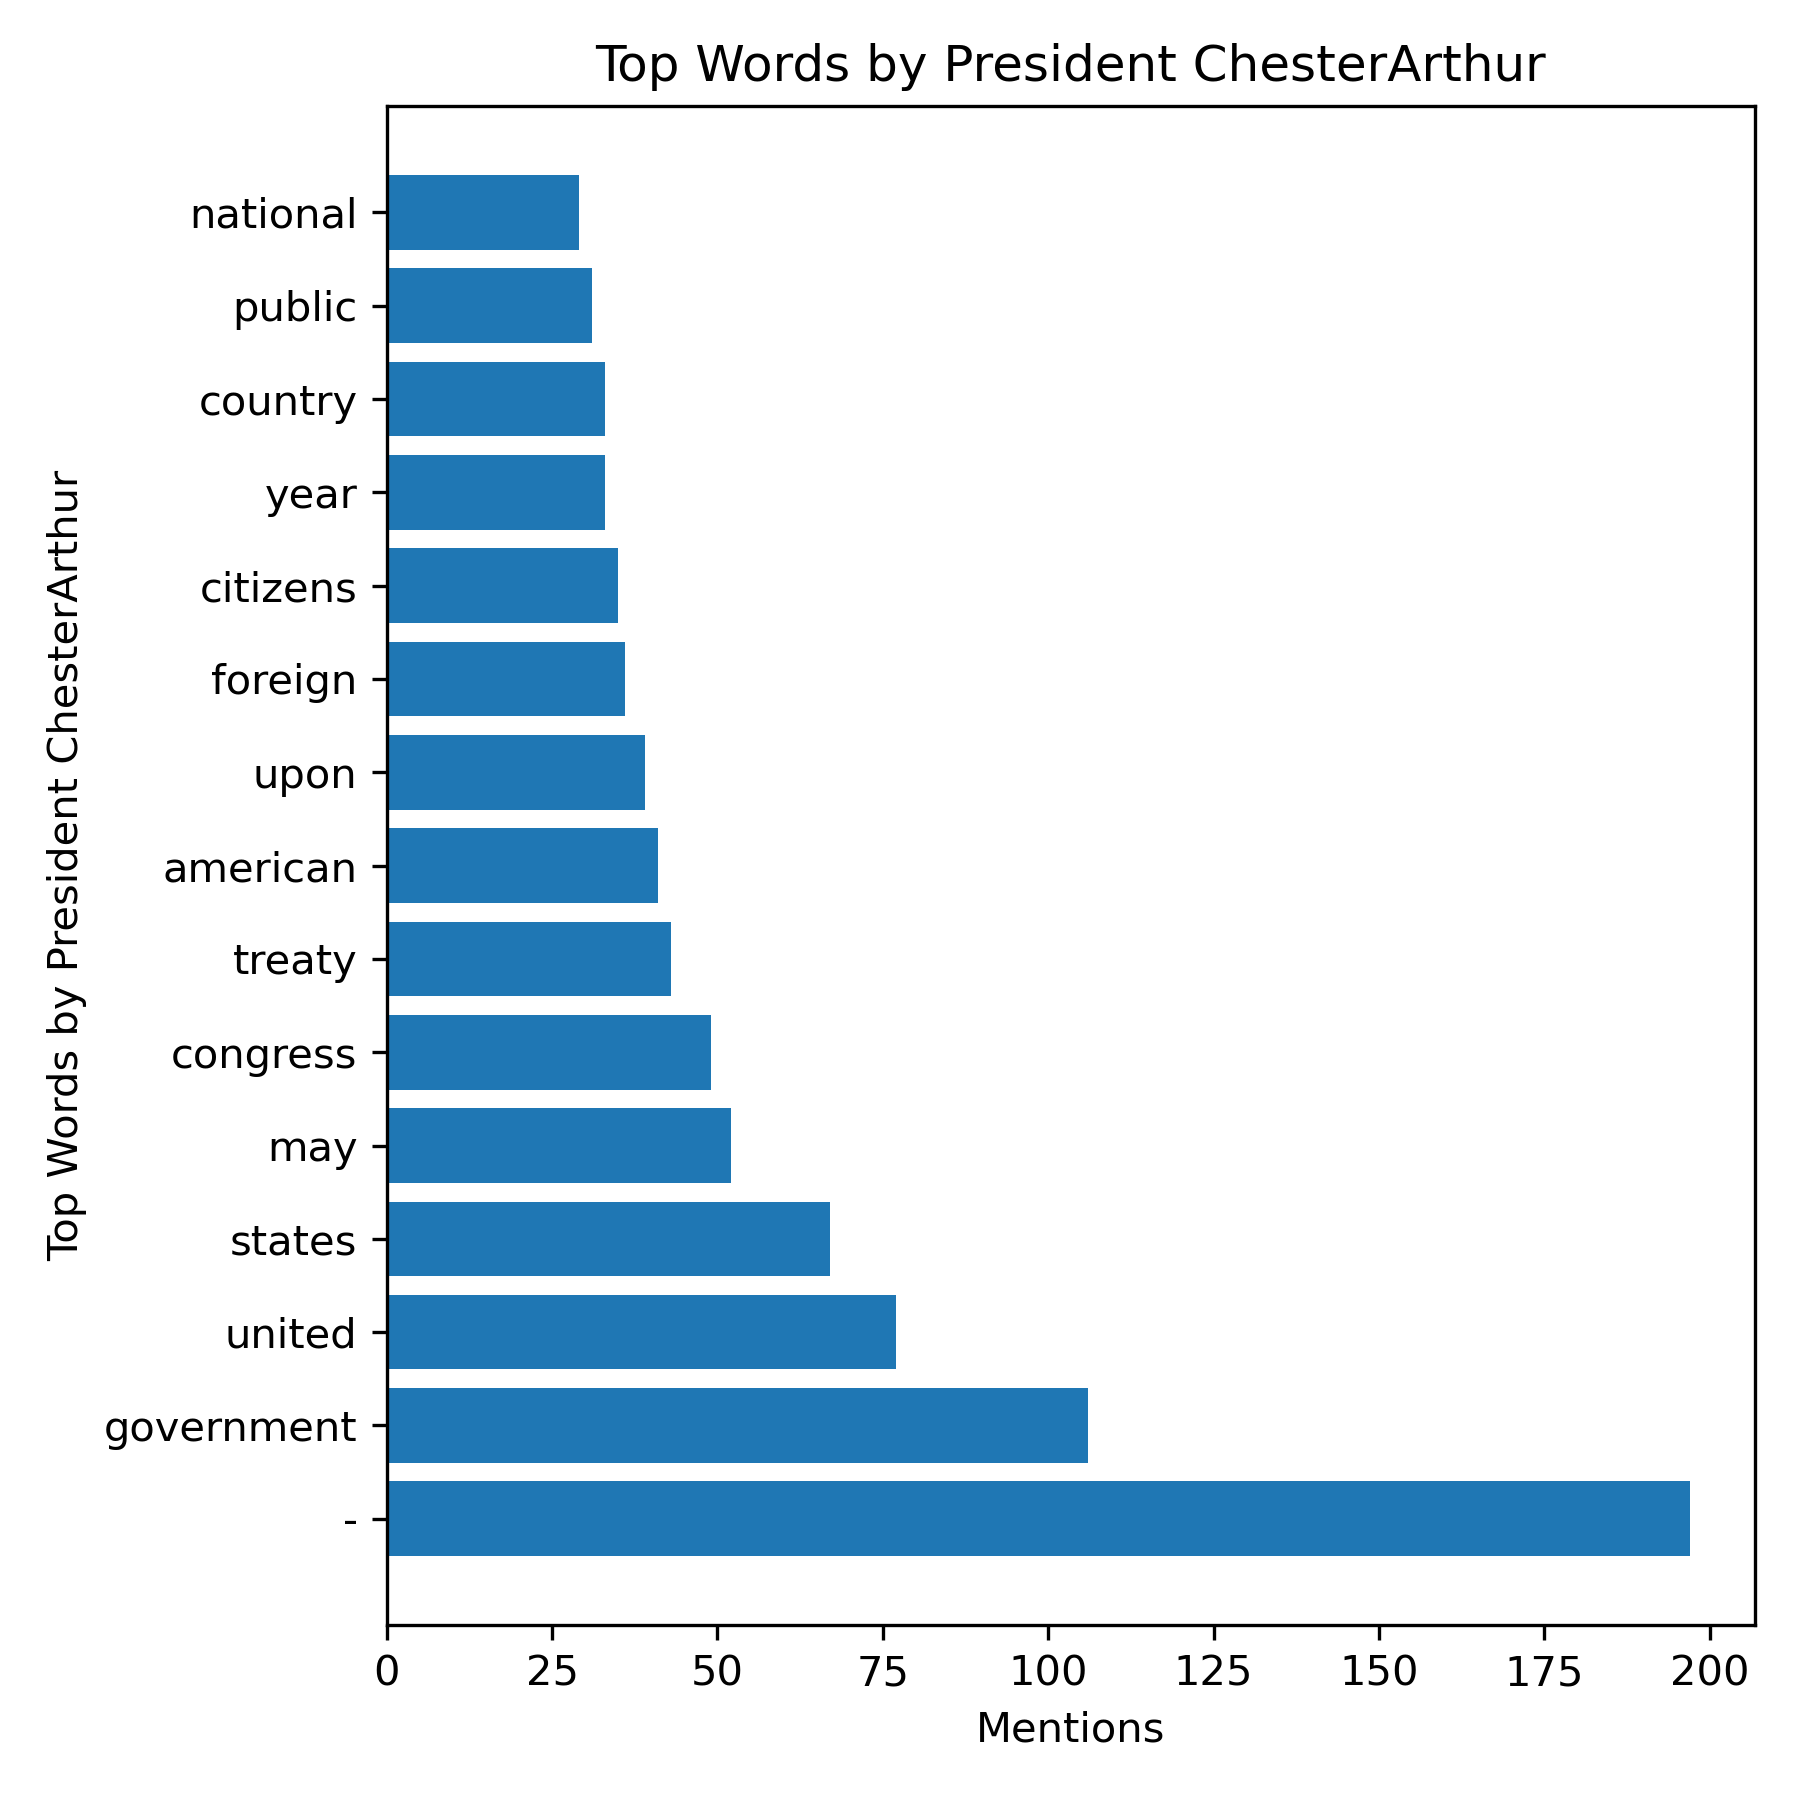 Top Words by President ChesterArthur
Top Words by President ChesterArthur
national
public
country
year
citizens
foreign
upon
american
treaty
congress
may
states
united
government
-
0 25 50 75 100 125 150 175 200
Mentions